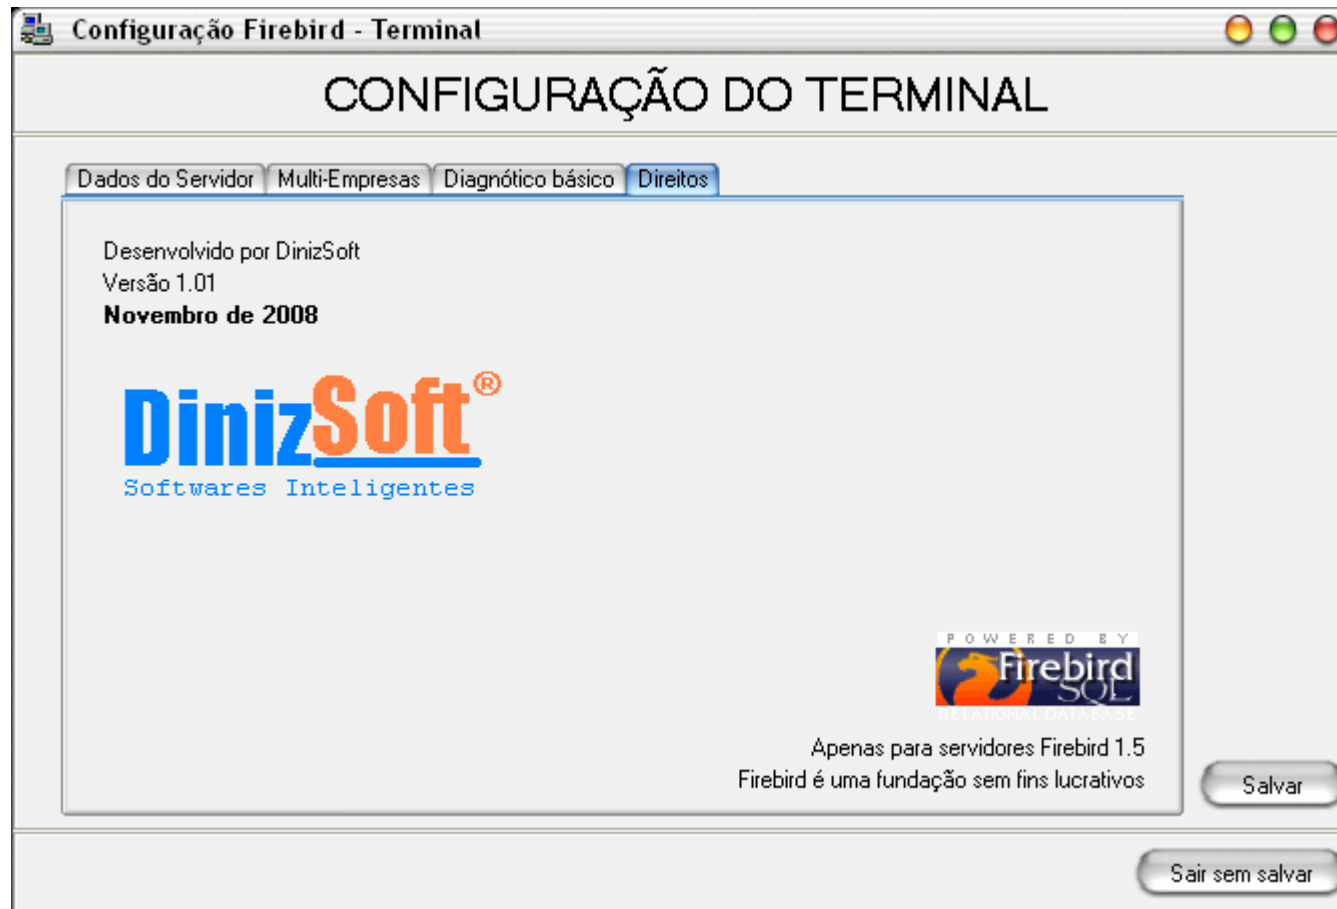 Configuração Firebird - Terminal
CONFIGURAÇÃO DO TERMINAL
Dados do Servidor Multi-Empresas Diagnótico básico Direitos
Desenvolvido por DinizSoft
Versão 1.01
Novembro de 2008
DinizSoft®
Softwares Inteligentes
POWERED BY
Firebird
SQL
RELATIONAL DATABASE
Apenas para servidores Firebird 1.5
Firebird é uma fundação sem fins lucrativos
Salvar
Sair sem salvar